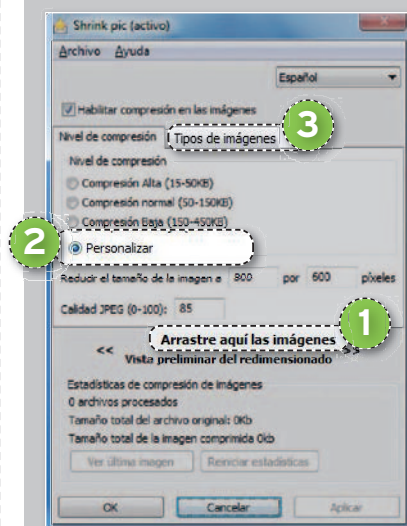 Shrink pic (activo)
Archivo Ayuda
Español
Habilitar compresión en las imágenes
3
Nivel de compresión Tipos de imágenes
Nivel de compresión
Compresión Alta (15-50KB)
Compresión normal (50-150KB)
Compresión Baja (150-450KB)
2
Personalizar
Reducir el tamaño de la imagen a 800 por 600 píxeles
Calidad JPEG (0-100): 85
1
Arrastre aquí las imágenes
<< Vista preliminar del redimensionado >>
Estadísticas de compresión de imágenes
0 archivos procesados
Tamaño total del archivo original: 0Kb
Tamaño total de la imagen comprimida 0kb
Ver última imagen Reiniciar estadísticas
OK Cancelar Aplicar